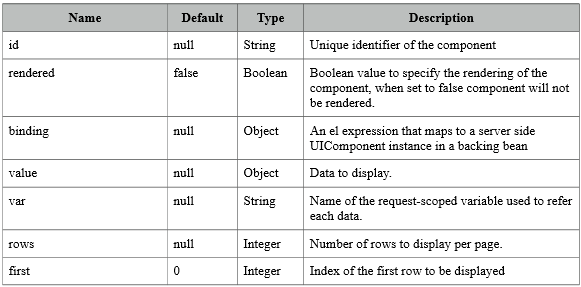 Name Default Type Description
id null String Unique identifier of the component
rendered false Boolean Boolean value to specify the rendering of the
component, when set to false component will not
be rendered.
binding null Object An el expression that maps to a server side
UIComponent instance in a backing bean
value null Object Data to display.
var null String Name of the request-scoped variable used to refer
each data.
rows null Integer Number of rows to display per page.
first 0 Integer Index of the first row to be displayed